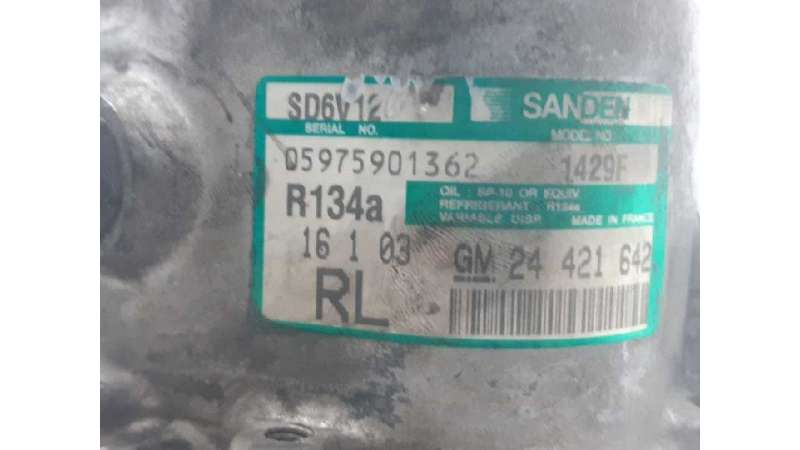 SD6V12 SANDEN
SERIAL NO. MODEL NO.
Q5975901362 1429F
R134a OIL : SP-10 OR EQUIV
REFRIGERANT : R134a
VARIABLE DISP. MADE IN FRANCE
16 1 03 GM 24 421 642
RL